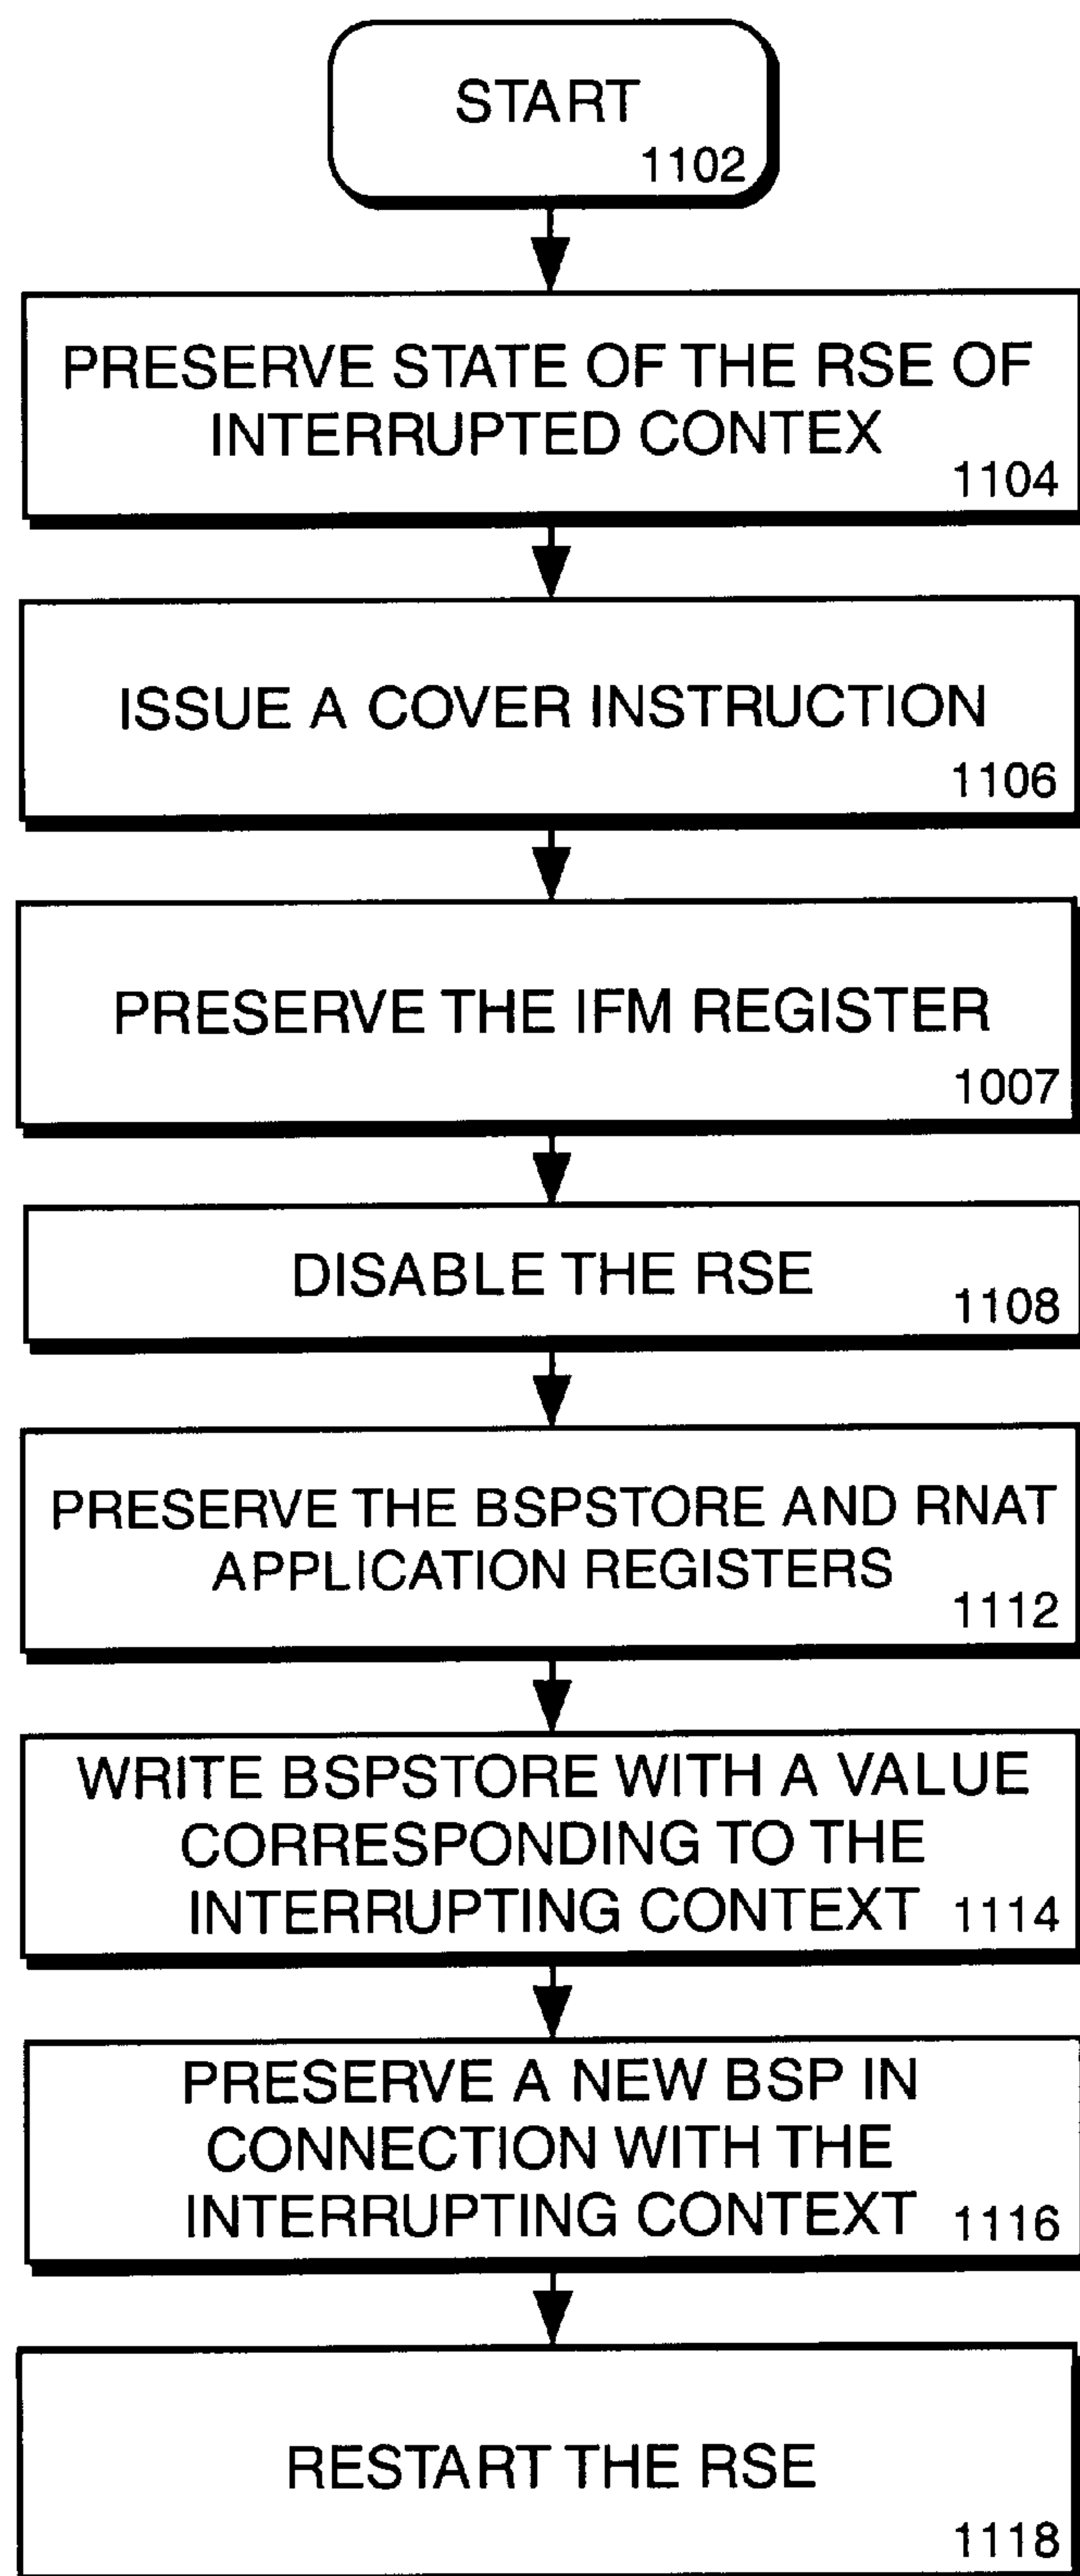 START
1102
PRESERVE STATE OF THE RSE OF
INTERRUPTED CONTEX
1104
ISSUE A COVER INSTRUCTION
1106
PRESERVE THE IFM REGISTER
1007
DISABLE THE RSE
1108
PRESERVE THE BSPSTORE AND RNAT
APPLICATION REGISTERS
1112
WRITE BSPSTORE WITH A VALUE
CORRESPONDING TO THE
INTERRUPTING CONTEXT 1114
PRESERVE A NEW BSP IN
CONNECTION WITH THE
INTERRUPTING CONTEXT 1116
RESTART THE RSE
1118